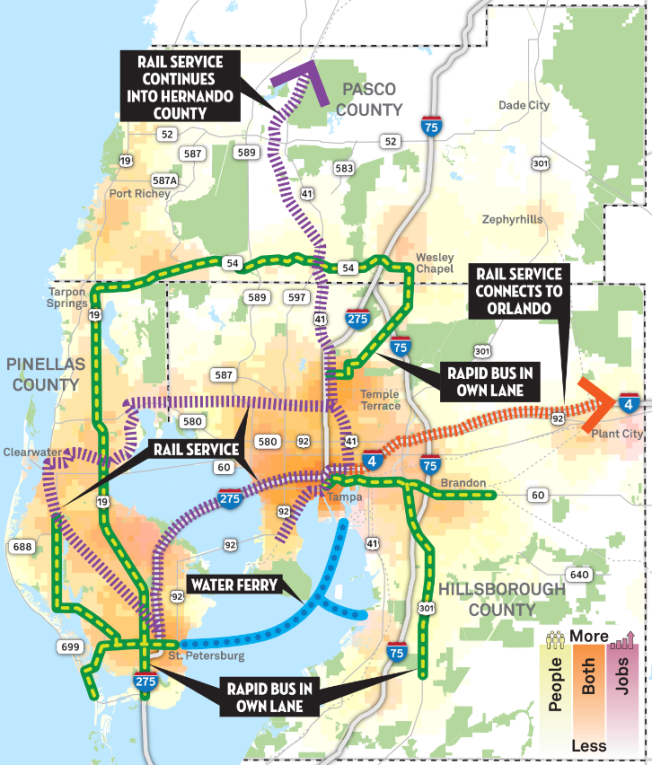 RAIL SERVICE
CONTINUES
INTO HERNANDO
COUNTY
PASCO
COUNTY
Dade City
75
52
52
19
587
589
301
583
587A
41
Port Richey
Zephyrhills
54
54
Wesley
Chapel
RAIL SERVICE
CONNECTS TO
ORLANDO
Tarpon
Springs
589
597
19
41
275
75
301
PINELLAS
COUNTY
587
RAPID BUS IN
OWN LANE
Temple
Terrace
4
92
580
Plant City
Clearwater
RAIL SERVICE
580
92
41
60
4
75
Brandon
275
Tampa
60
19
92
688
92
41
WATER FERRY
640
92
HILLSBOROUGH
COUNTY
301
699
More
St. Petersburg
75
People
Both
Jobs
275
RAPID BUS IN
OWN LANE
Less